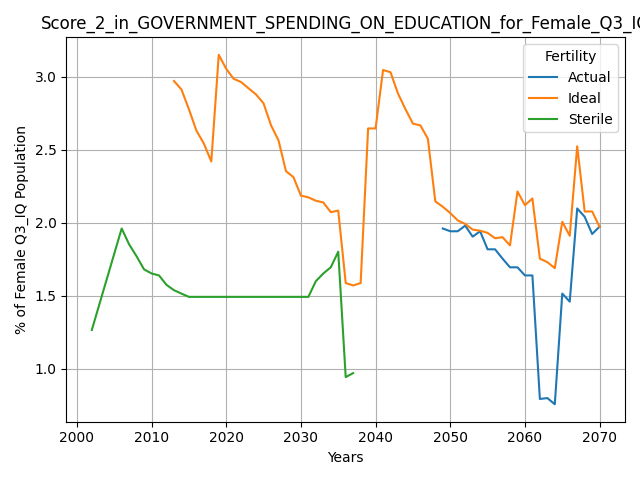 Score_2_in_GOVERNMENT_SPENDING_ON_EDUCATION_for_Female_Q3_IQ
% of Female Q3_IQ Population
3.0
2.5
2.0
1.5
1.0
Fertility
Actual
Ideal
Sterile
2000 2010 2020 2030 2040 2050 2060 2070
Years